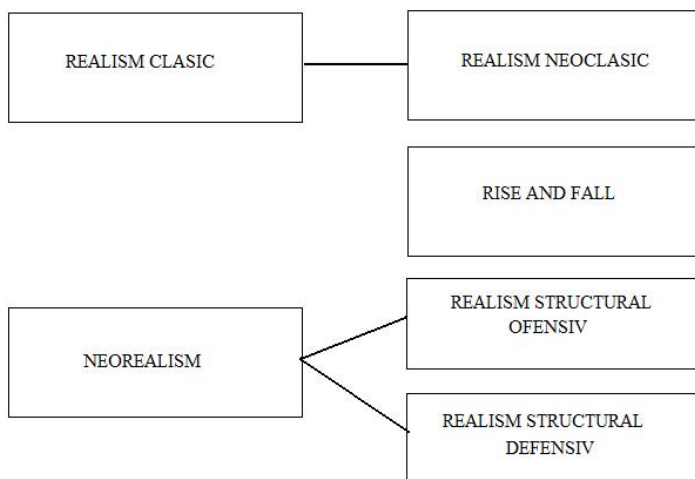 REALISM CLASIC
REALISM NEOCLASIC
RISE AND FALL
NEOREALISM
REALISM STRUCTURAL
OFENSIV
REALISM STRUCTURAL
DEFENSIV